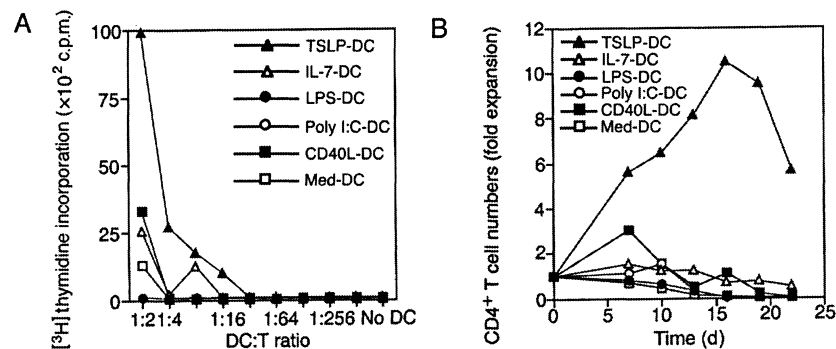 A
[³H] thymidine incorporation (×10² c.p.m.)
100
75
50
25
0
TSLP-DC
IL-7-DC
LPS-DC
Poly I:C-DC
CD40L-DC
Med-DC
1:2 1:4 1:16 1:64 1:256 No DC
DC:T ratio
B
CD4⁺ T cell numbers (fold expansion)
12
10
8
6
4
2
0
TSLP-DC
IL-7-DC
LPS-DC
Poly I:C-DC
CD40L-DC
Med-DC
0 5 10 15 20 25
Time (d)